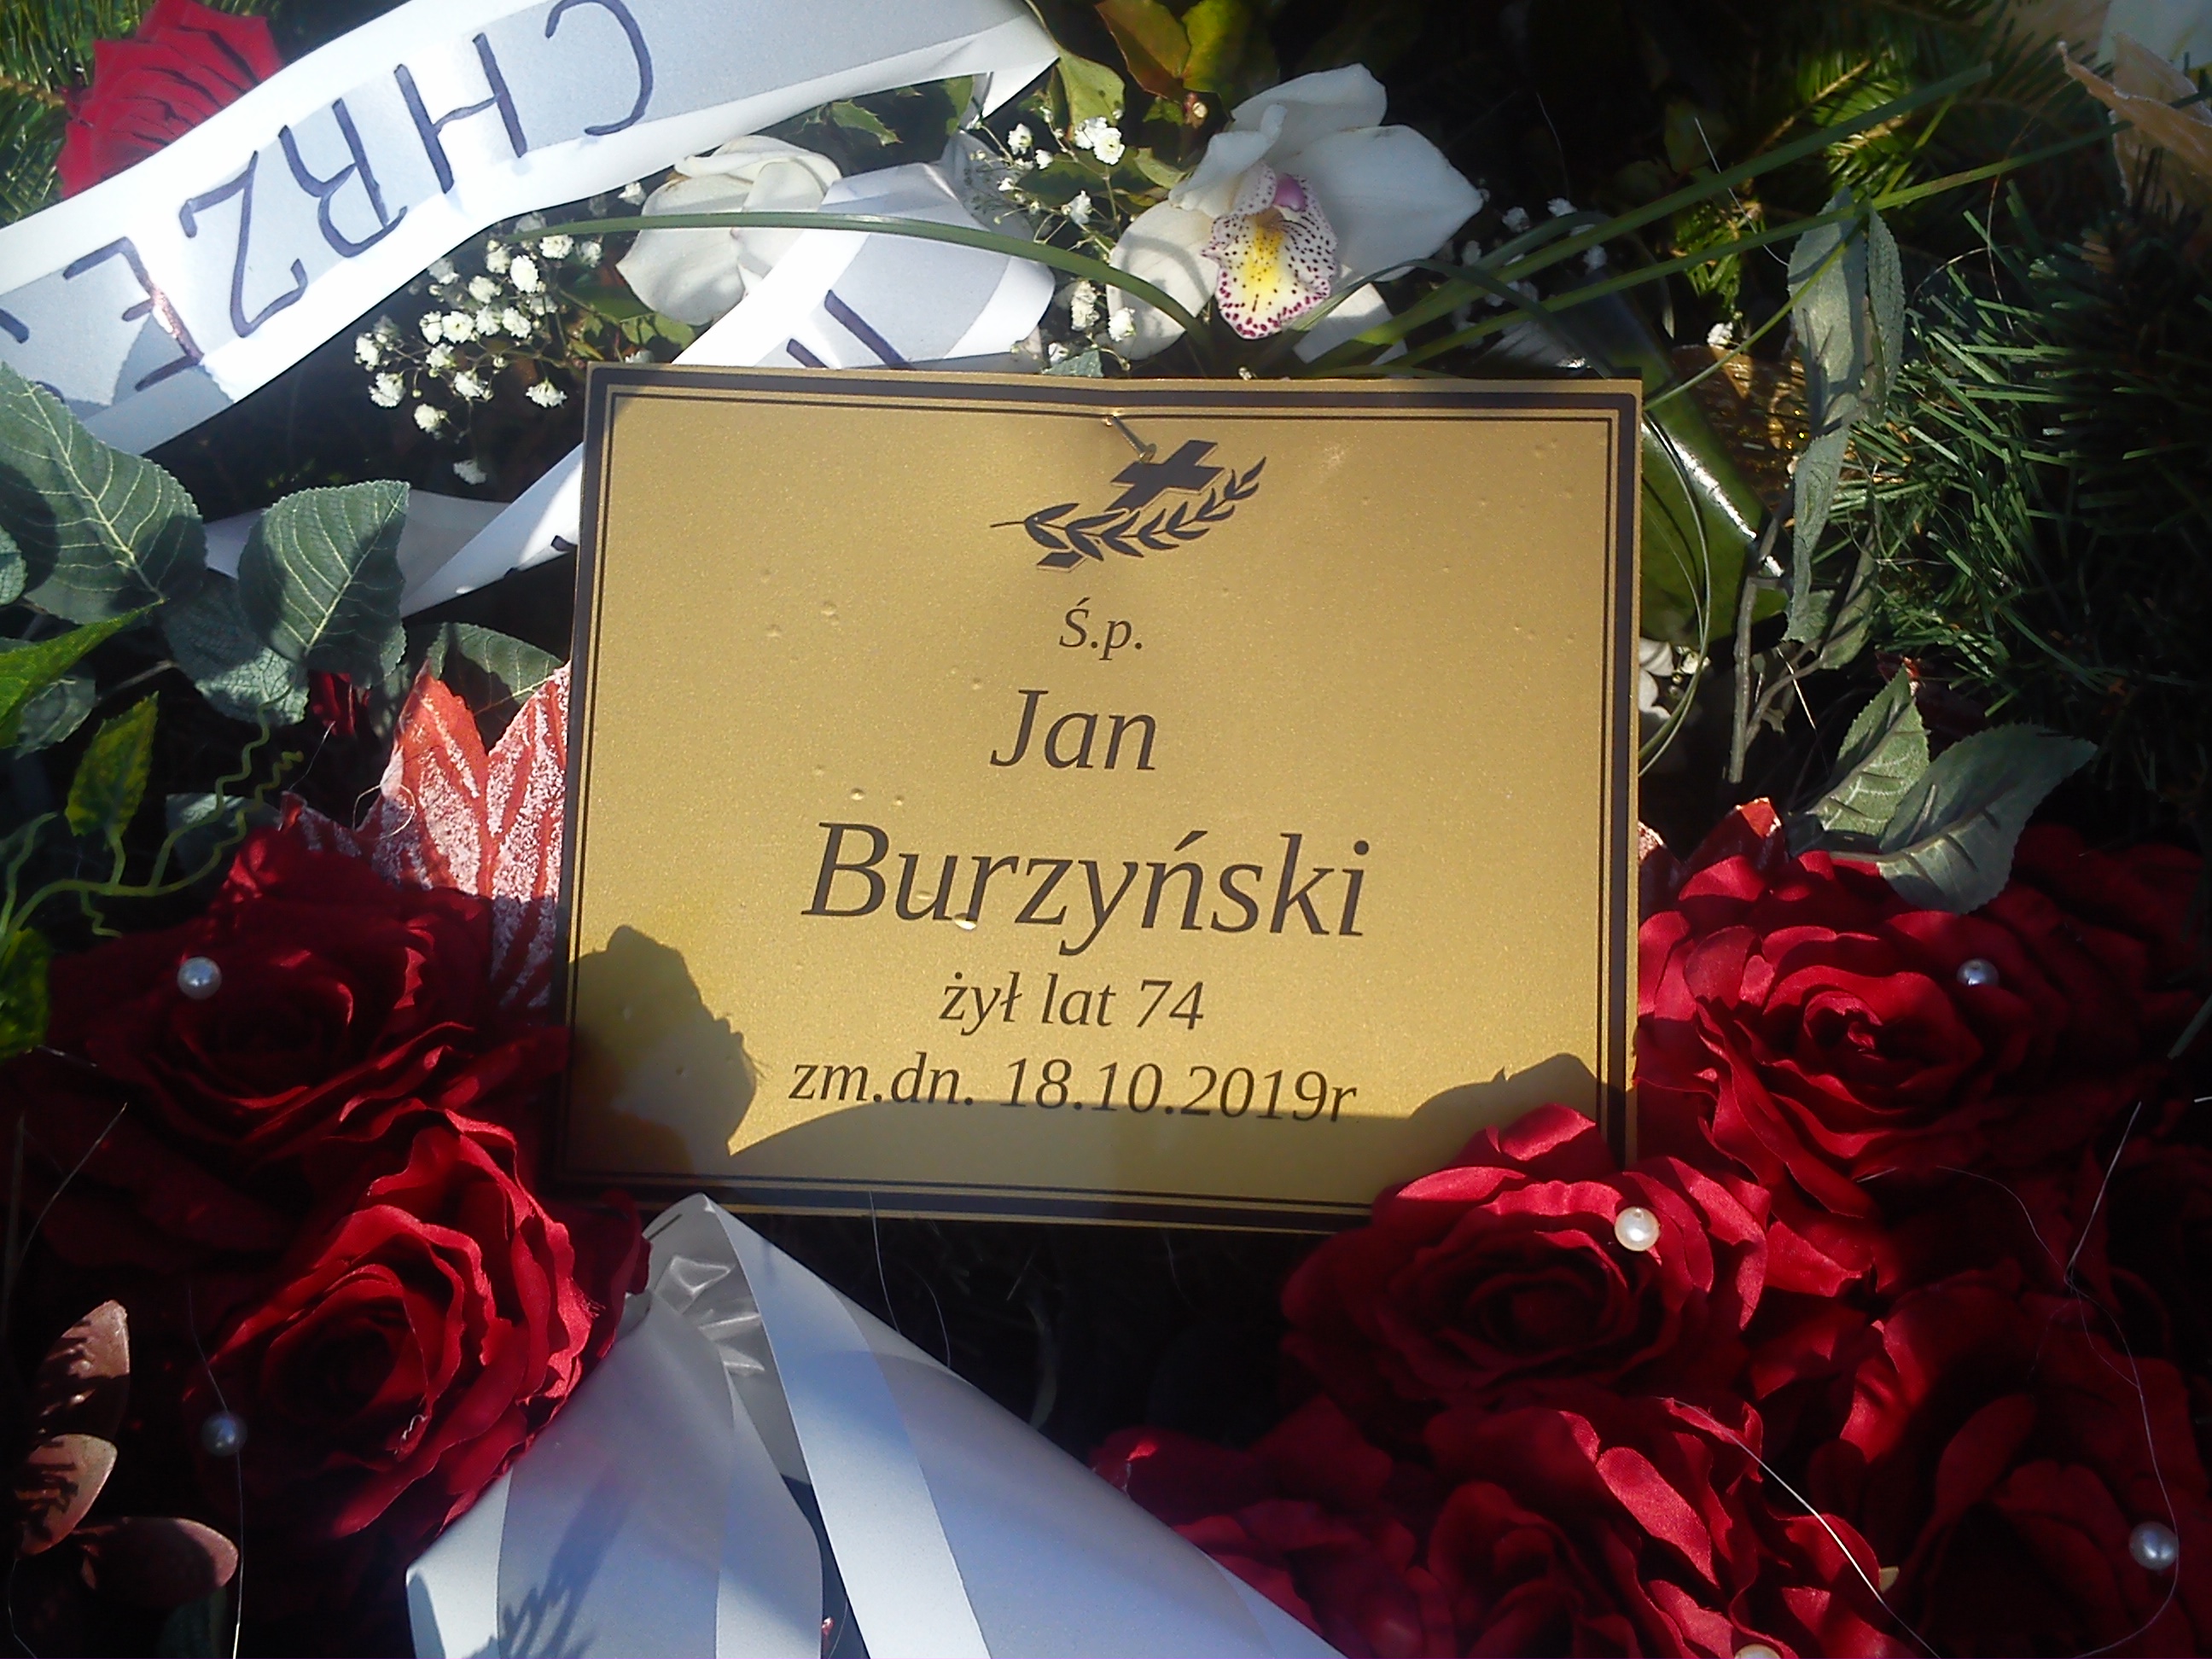 CHRZE
Ś.p.
Jan
Burzyński
żył lat 74
zm.dn. 18.10.2019r